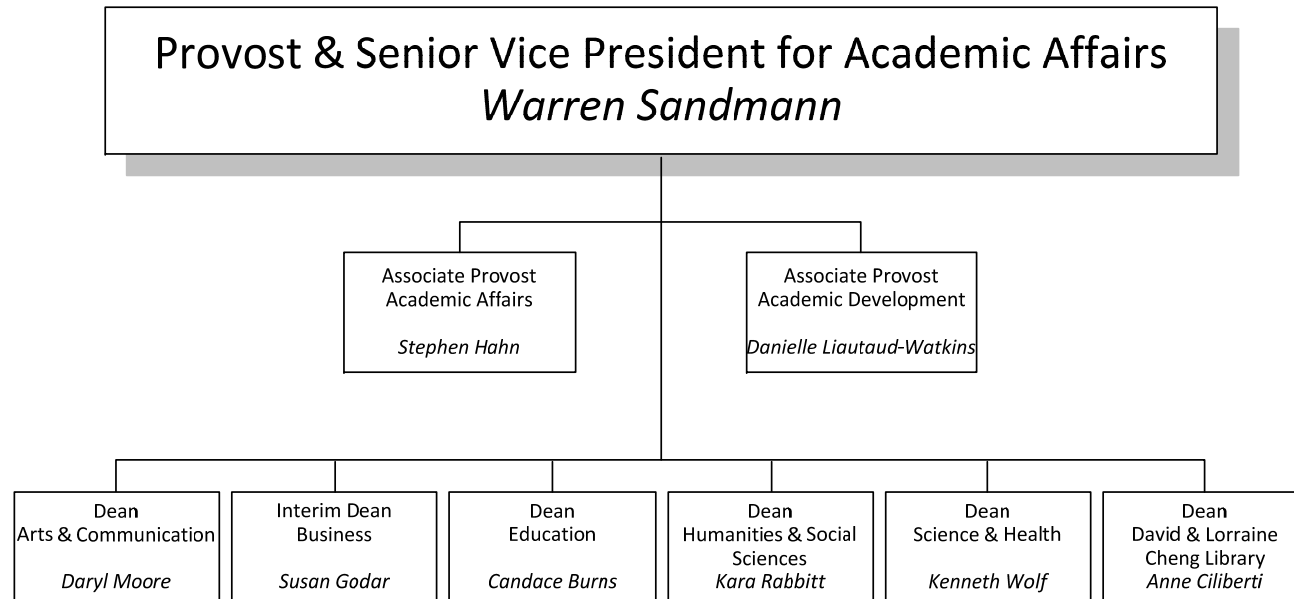 Provost & Senior Vice President for Academic Affairs
Warren Sandmann
Associate Provost
Academic Affairs
Stephen Hahn
Associate Provost
Academic Development
Danielle Liautaud-Watkins
Dean
Arts & Communication
Daryl Moore
Interim Dean
Business
Susan Godar
Dean
Education
Candace Burns
Dean
Humanities & Social
Sciences
Kara Rabbitt
Dean
Science & Health
Kenneth Wolf
Dean
David & Lorraine
Cheng Library
Anne Ciliberti